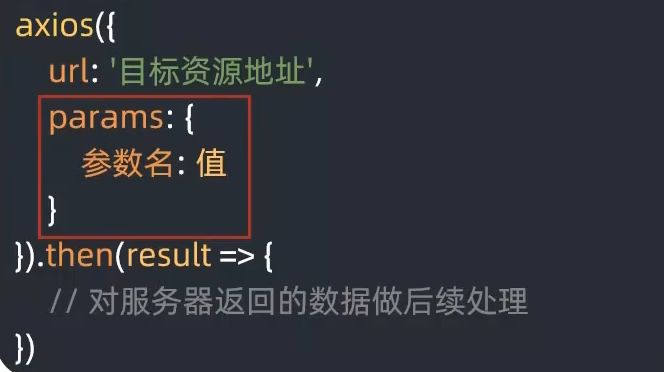 axios({
url: '目标资源地址',
params: {
参数名: 值
}
}).then(result => {
// 对服务器返回的数据做后续处理
})